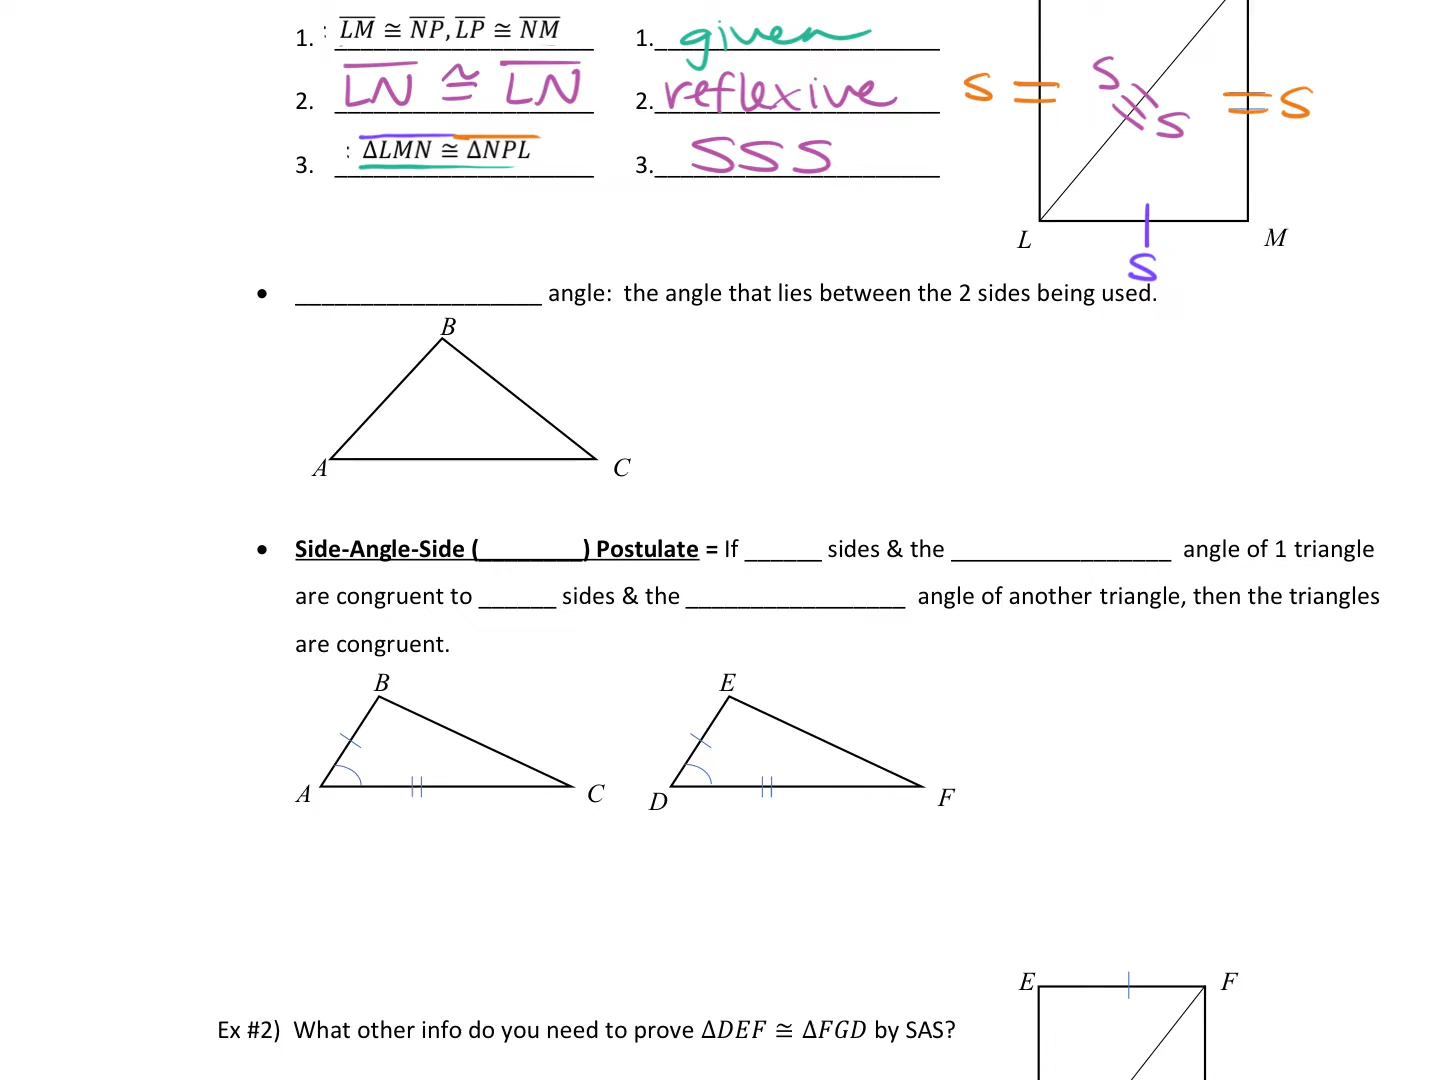 1. : LM ≅ NP, LP ≅ NM 1. given
2. LN ≅ LN 2. reflexive
3. : ΔLMN ≅ ΔNPL 3. SSS
S = S S = S
L M
S
• ___________________ angle: the angle that lies between the 2 sides being used.
B
A C
• Side-Angle-Side (________) Postulate = If ______ sides & the _________________ angle of 1 triangle
are congruent to ______ sides & the _________________ angle of another triangle, then the triangles
are congruent.
B E
A C D F
E F
Ex #2) What other info do you need to prove ΔDEF ≅ ΔFGD by SAS?